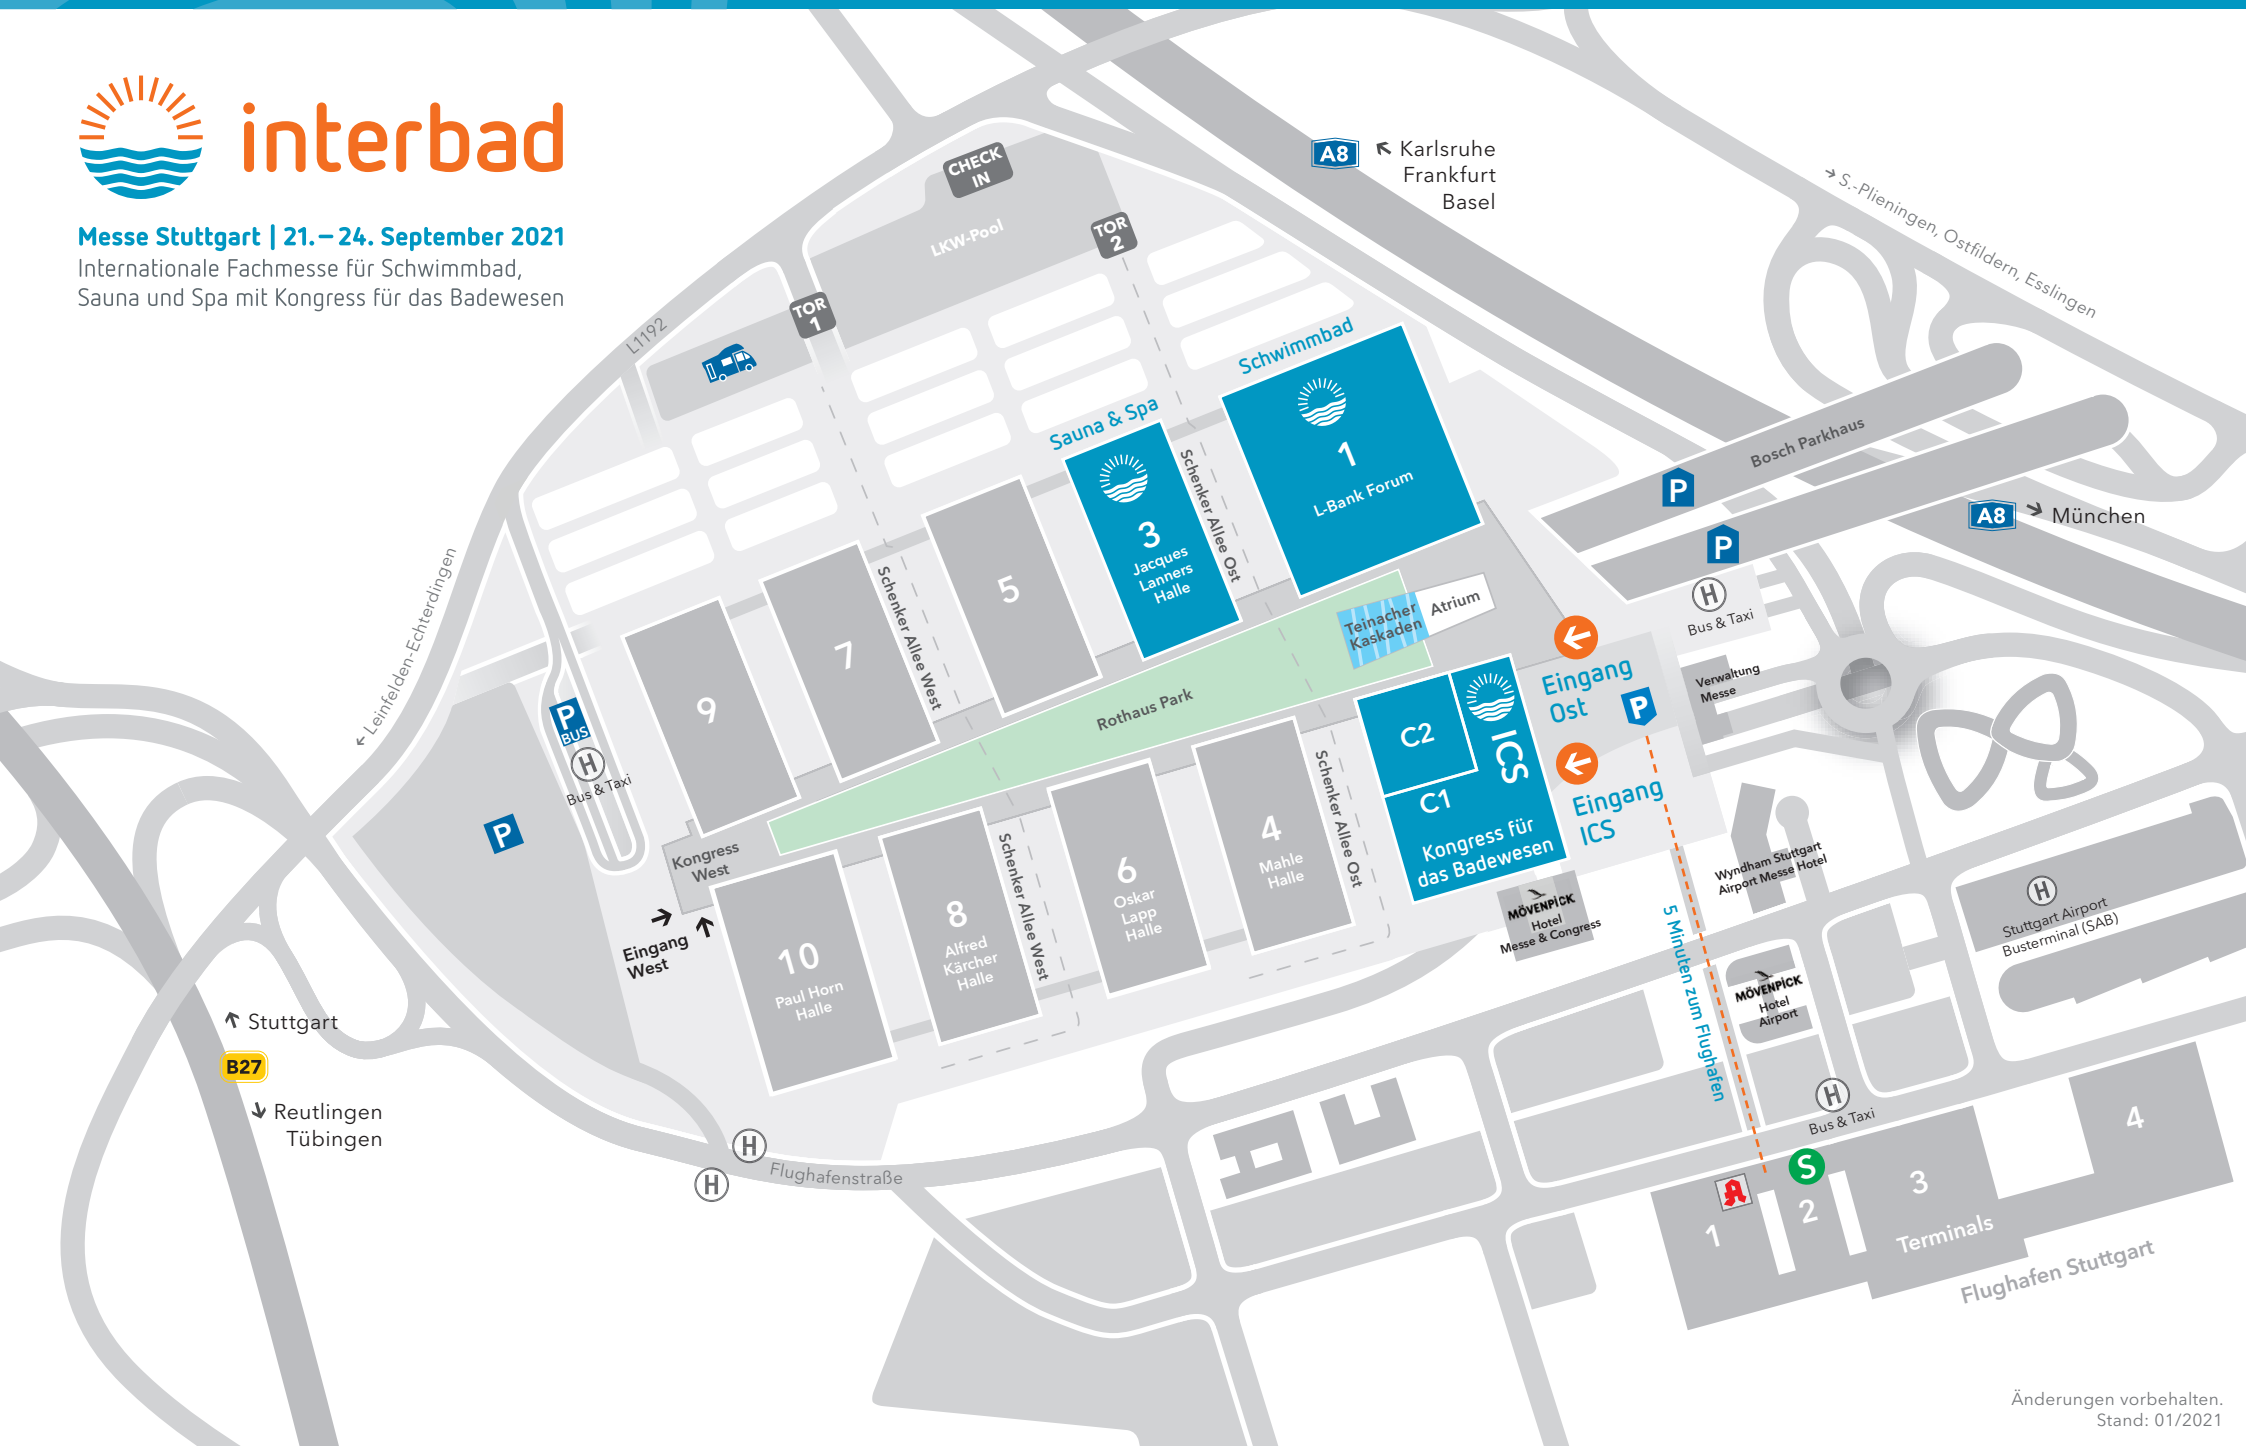 interbad
Messe Stuttgart | 21.–24. September 2021
Internationale Fachmesse für Schwimmbad,
Sauna und Spa mit Kongress für das Badewesen
CHECK
IN
LKW-Pool
TOR
2
TOR
1
L1192
A8
Karlsruhe
Frankfurt
Basel
S.-Plieningen, Ostfildern, Esslingen
Schwimmbad
1
L-Bank Forum
Sauna & Spa
3
Jacques
Lanners
Halle
Schenker Allee Ost
Bosch Parkhaus
P
P
A8
München
H
Bus & Taxi
5
7
9
Schenker Allee West
Leinfelden-Echterdingen
P
BUS
H
Bus & Taxi
P
Rothaus Park
Teinacher
Kaskaden
Atrium
Eingang
Ost
P
Verwaltung
Messe
C2
ICS
C1
Kongress für
das Badewesen
Eingang
ICS
Kongress
West
Eingang
West
10
Paul Horn
Halle
8
Alfred
Kärcher
Halle
Schenker Allee West
6
Oskar
Lapp
Halle
4
Mahle
Halle
Schenker Allee Ost
MÖVENPICK
Hotel
Messe & Congress
Wyndham Stuttgart
Airport Messe Hotel
H
Stuttgart Airport
Busterminal (SAB)
5 Minuten zum Flughafen
MÖVENPICK
Hotel
Airport
Stuttgart
B27
Reutlingen
Tübingen
H
H
Flughafenstraße
H
Bus & Taxi
S
A
1
2
3
4
Terminals
Flughafen Stuttgart
Änderungen vorbehalten.
Stand: 01/2021